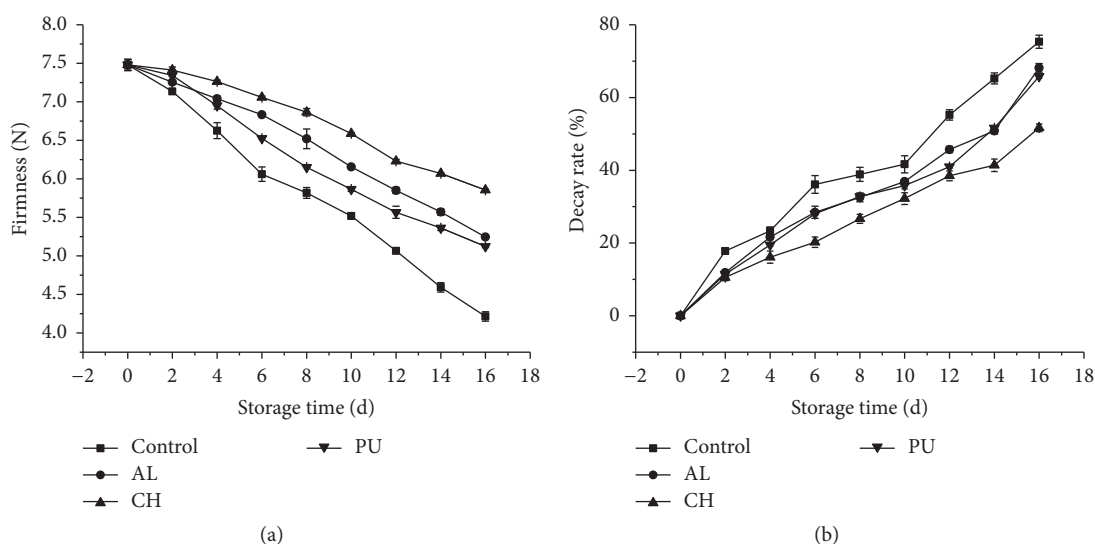 8.0
7.5
7.0
6.5
6.0
5.5
5.0
4.5
4.0
Firmness (N)
−2 0 2 4 6 8 10 12 14 16 18
Storage time (d)
Control
AL
CH
PU
(a)
80
60
40
20
0
Decay rate (%)
−2 0 2 4 6 8 10 12 14 16 18
Storage time (d)
Control
AL
CH
PU
(b)